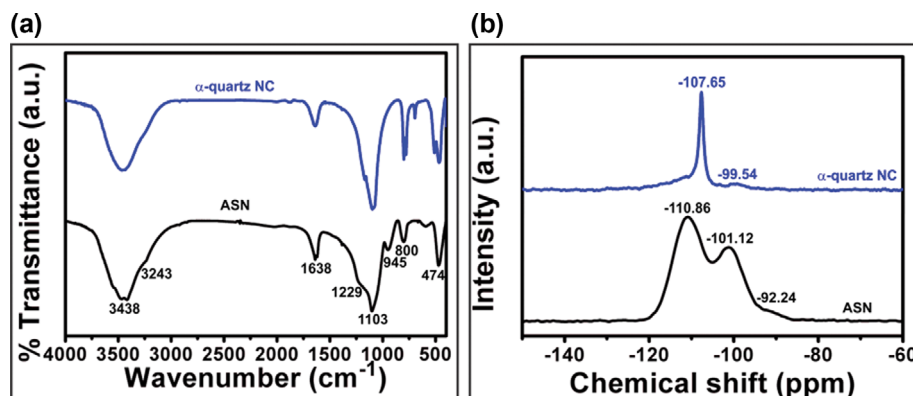 (a)
% Transmittance (a.u.)
α-quartz NC
ASN
3438
3243
1638
1229
1103
945
800
474
4000 3500 3000 2500 2000 1500 1000 500
Wavenumber (cm-1)
(b)
Intensity (a.u.)
-107.65
-99.54
α-quartz NC
-110.86
-101.12
-92.24
ASN
-140 -120 -100 -80 -60
Chemical shift (ppm)